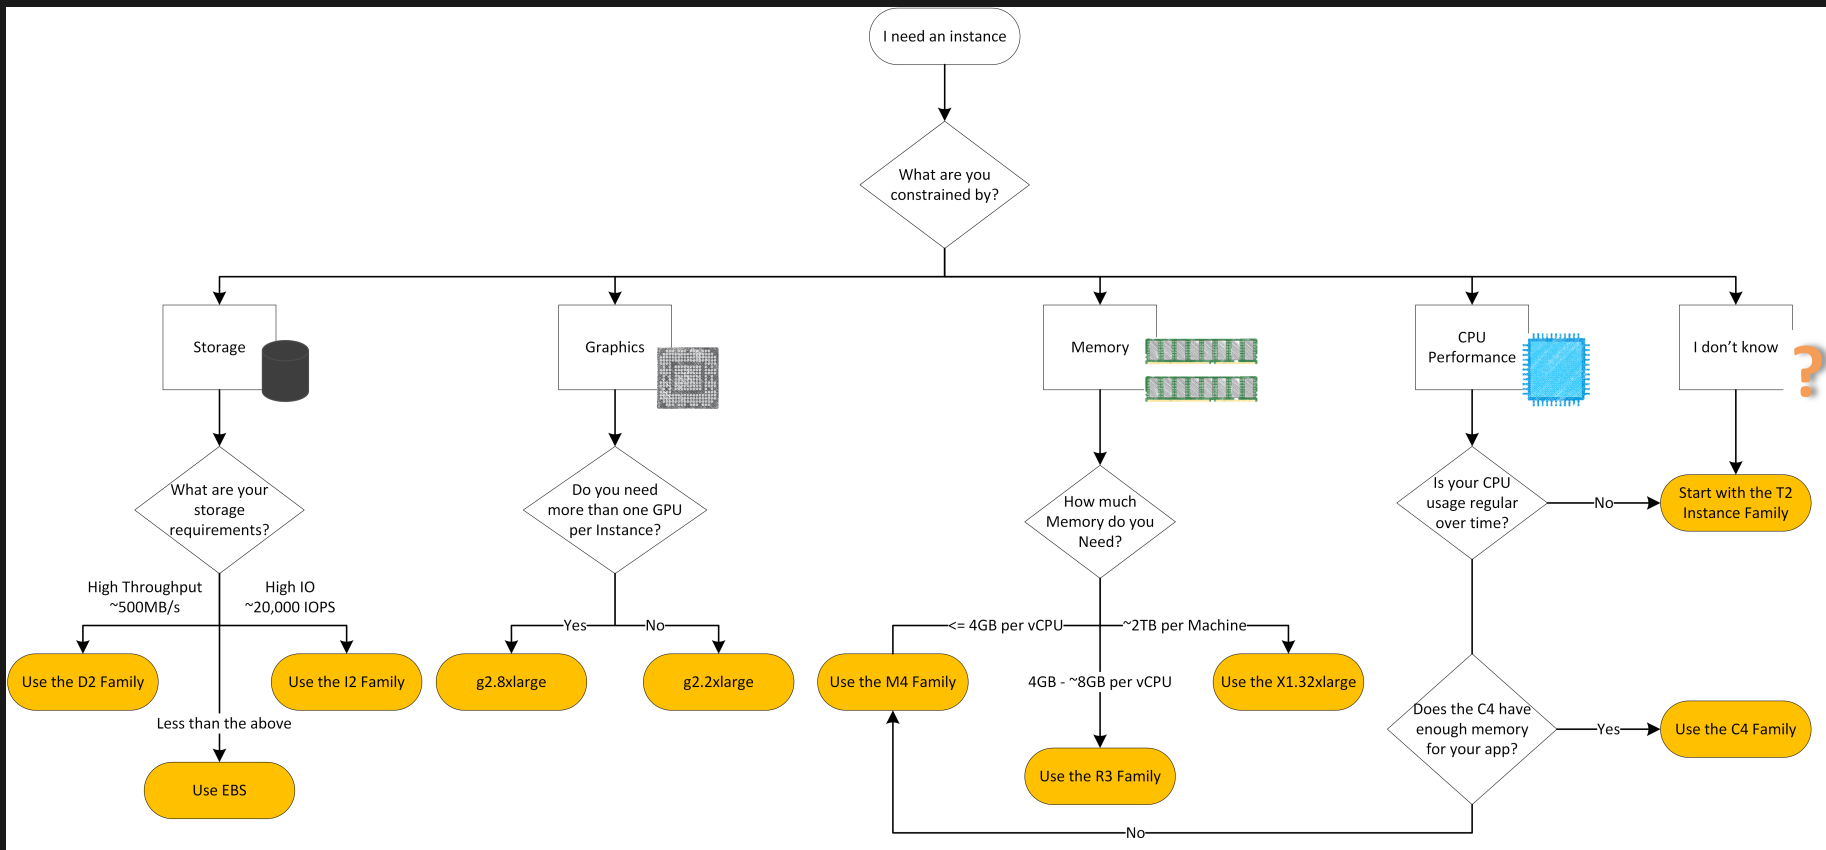 I need an instance
What are you
constrained by?
Storage
Graphics
Memory
CPU
Performance
I don't know
?
What are your
storage
requirements?
Do you need
more than one GPU
per Instance?
How much
Memory do you
Need?
Is your CPU
usage regular
over time?
No
Start with the T2
Instance Family
High Throughput
~500MB/s
High IO
~20,000 IOPS
Yes
No
<= 4GB per vCPU
~2TB per Machine
Use the D2 Family
Use the I2 Family
g2.8xlarge
g2.2xlarge
Use the M4 Family
4GB - ~8GB per vCPU
Use the X1.32xlarge
Less than the above
Does the C4 have
enough memory
for your app?
Yes
Use the C4 Family
Use EBS
Use the R3 Family
No